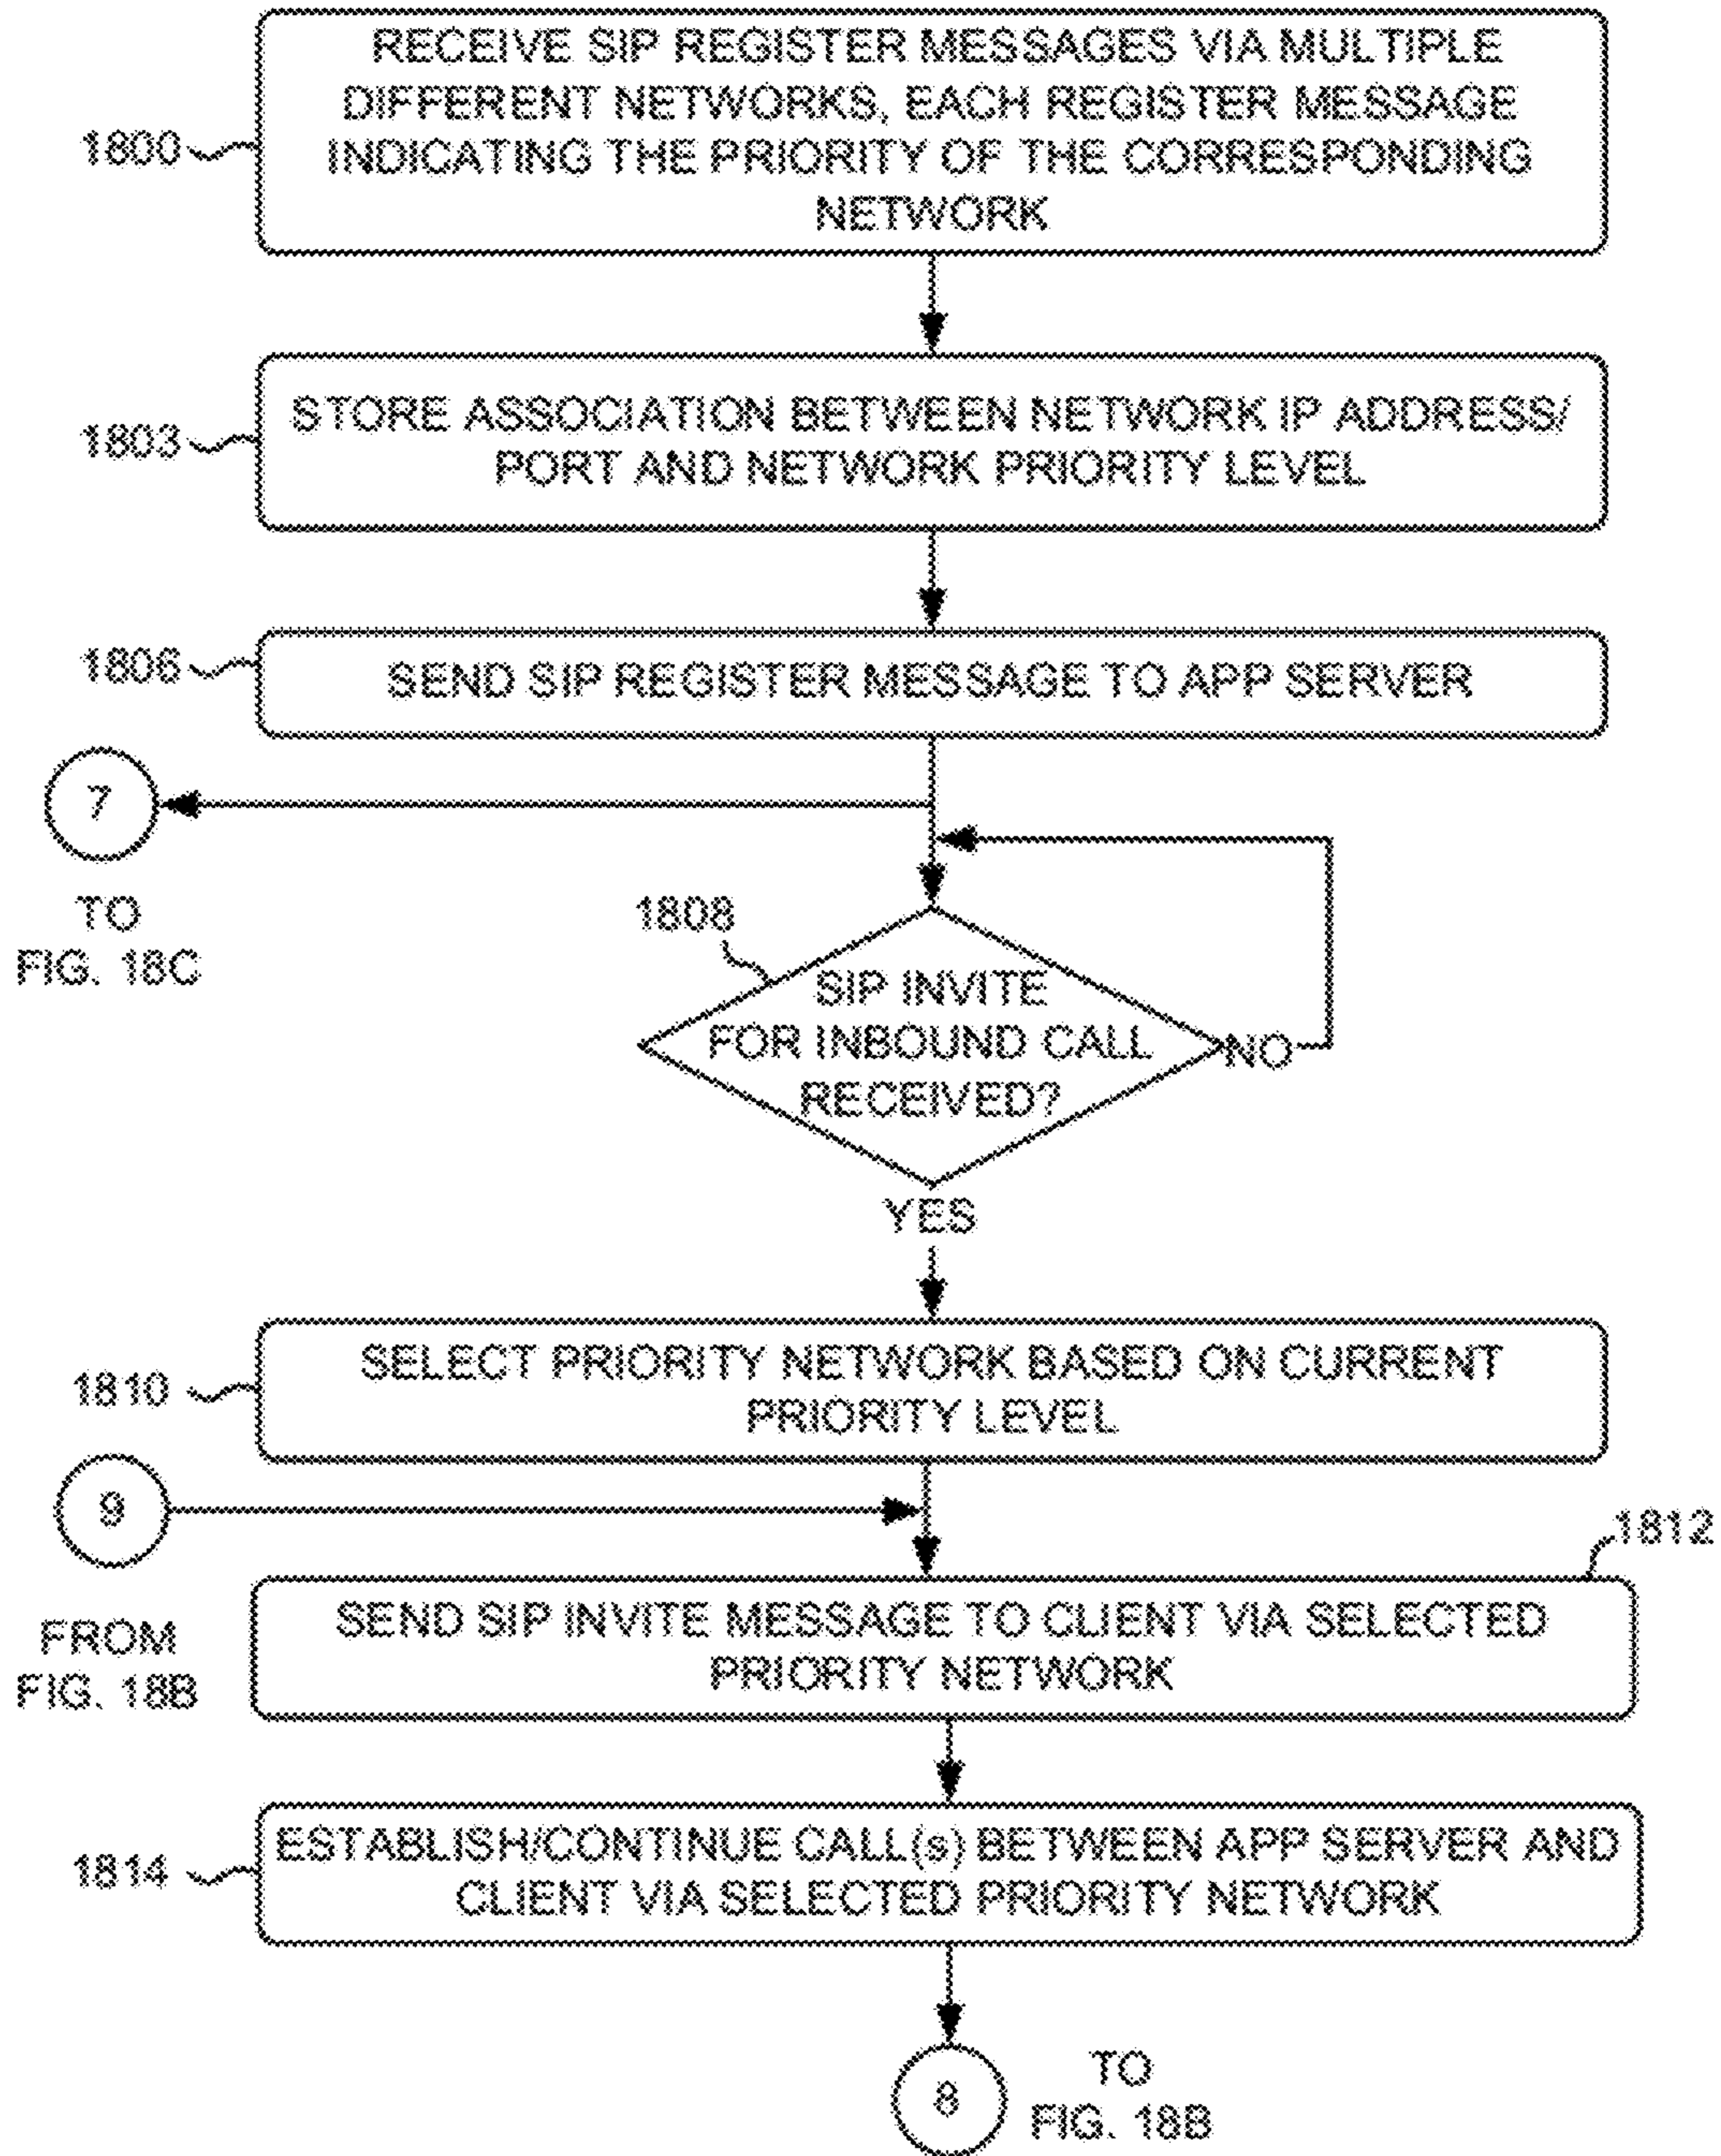 RECEIVE SIP REGISTER MESSAGES VIA MULTIPLE
DIFFERENT NETWORKS, EACH REGISTER MESSAGE
INDICATING THE PRIORITY OF THE CORRESPONDING
NETWORK
1800
STORE ASSOCIATION BETWEEN NETWORK IP ADDRESS/
PORT AND NETWORK PRIORITY LEVEL
1803
SEND SIP REGISTER MESSAGE TO APP SERVER
1806
7
TO
FIG. 18C
1808
SIP INVITE
FOR INBOUND CALL
RECEIVED?
NO
YES
SELECT PRIORITY NETWORK BASED ON CURRENT
PRIORITY LEVEL
1810
9
FROM
FIG. 18B
1812
SEND SIP INVITE MESSAGE TO CLIENT VIA SELECTED
PRIORITY NETWORK
ESTABLISH/CONTINUE CALL(s) BETWEEN APP SERVER AND
CLIENT VIA SELECTED PRIORITY NETWORK
1814
8
TO
FIG. 18B